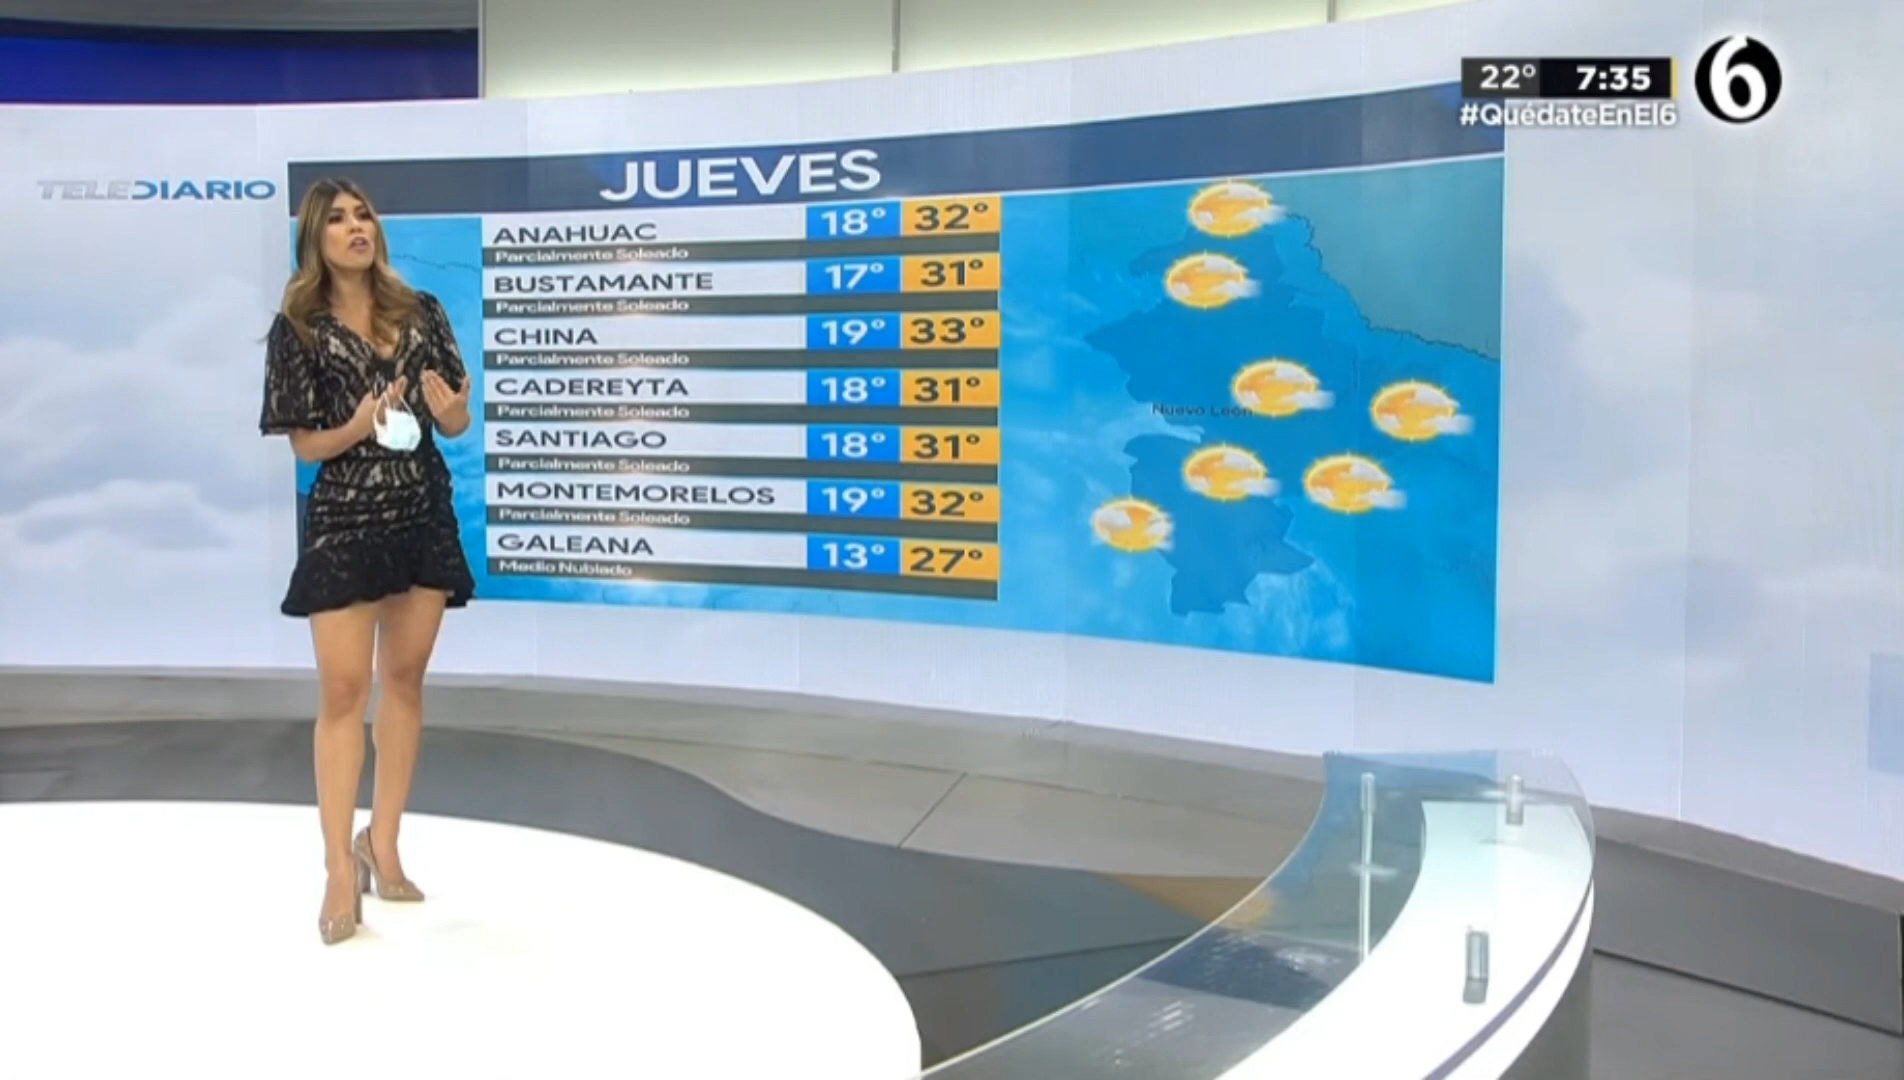 22° 7:35
#QuédateEnEl6
6
TELEDIARIO
JUEVES
ANAHUAC 18° 32°
Parcialmente Soleado
BUSTAMANTE 17° 31°
Parcialmente Soleado
CHINA 19° 33°
Parcialmente Soleado
CADEREYTA 18° 31°
Parcialmente Soleado
SANTIAGO 18° 31°
Parcialmente Soleado
MONTEMORELOS 19° 32°
Parcialmente Soleado
GALEANA 13° 27°
Medio Nublado
Nuevo León